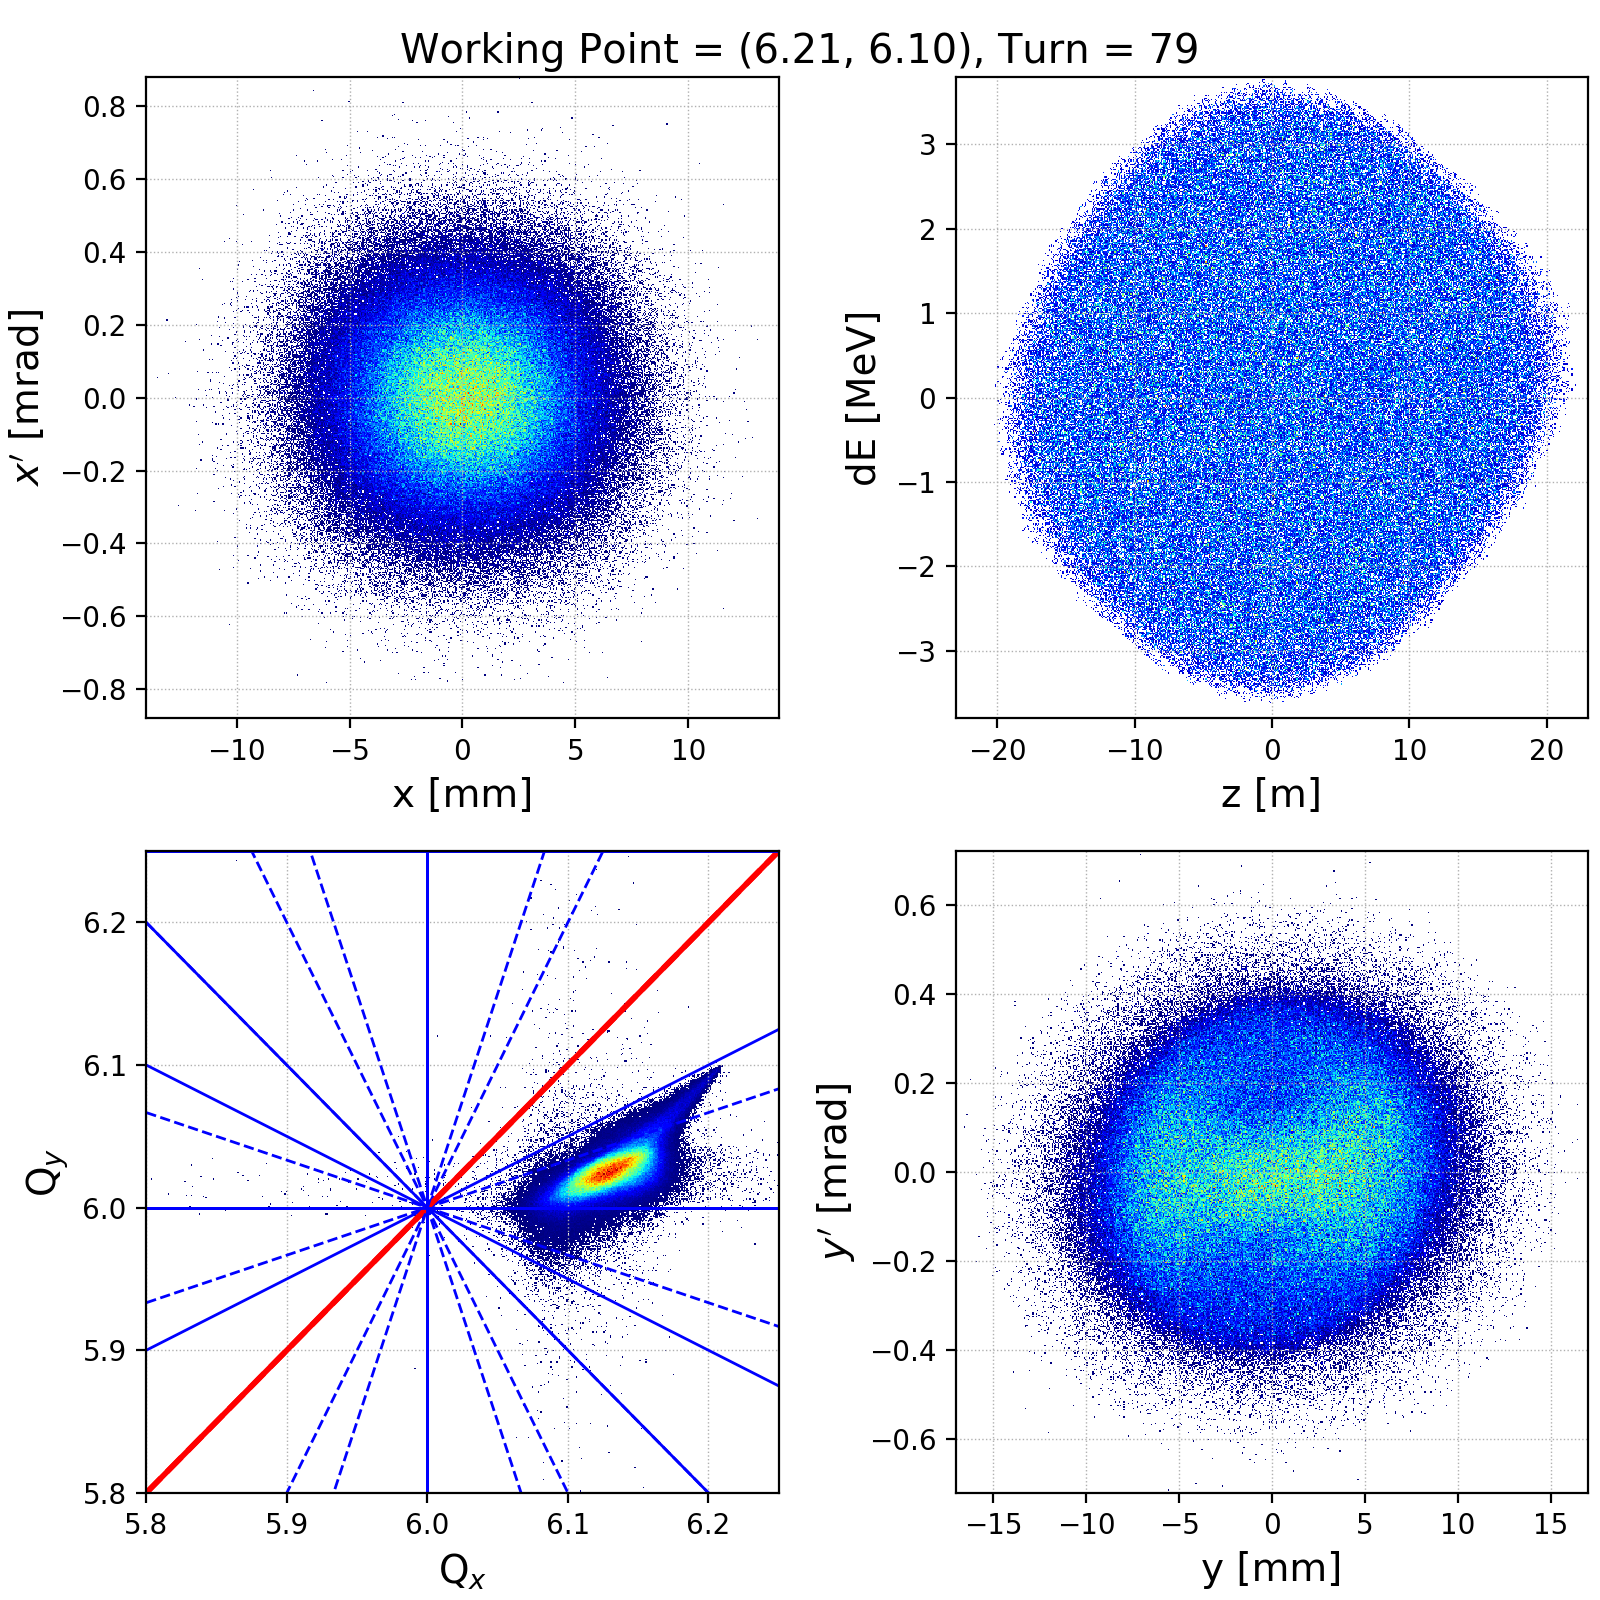 Working Point = (6.21, 6.10), Turn = 79
0.8
0.6
0.4
0.2
0.0
−0.2
−0.4
−0.6
−0.8
x′ [mrad]
−10 −5 0 5 10
x [mm]
3
2
1
0
−1
−2
−3
dE [MeV]
−20 −10 0 10 20
z [m]
6.2
6.1
6.0
5.9
5.8
Qy
5.8 5.9 6.0 6.1 6.2
Qx
0.6
0.4
0.2
0.0
−0.2
−0.4
−0.6
y′ [mrad]
−15 −10 −5 0 5 10 15
y [mm]